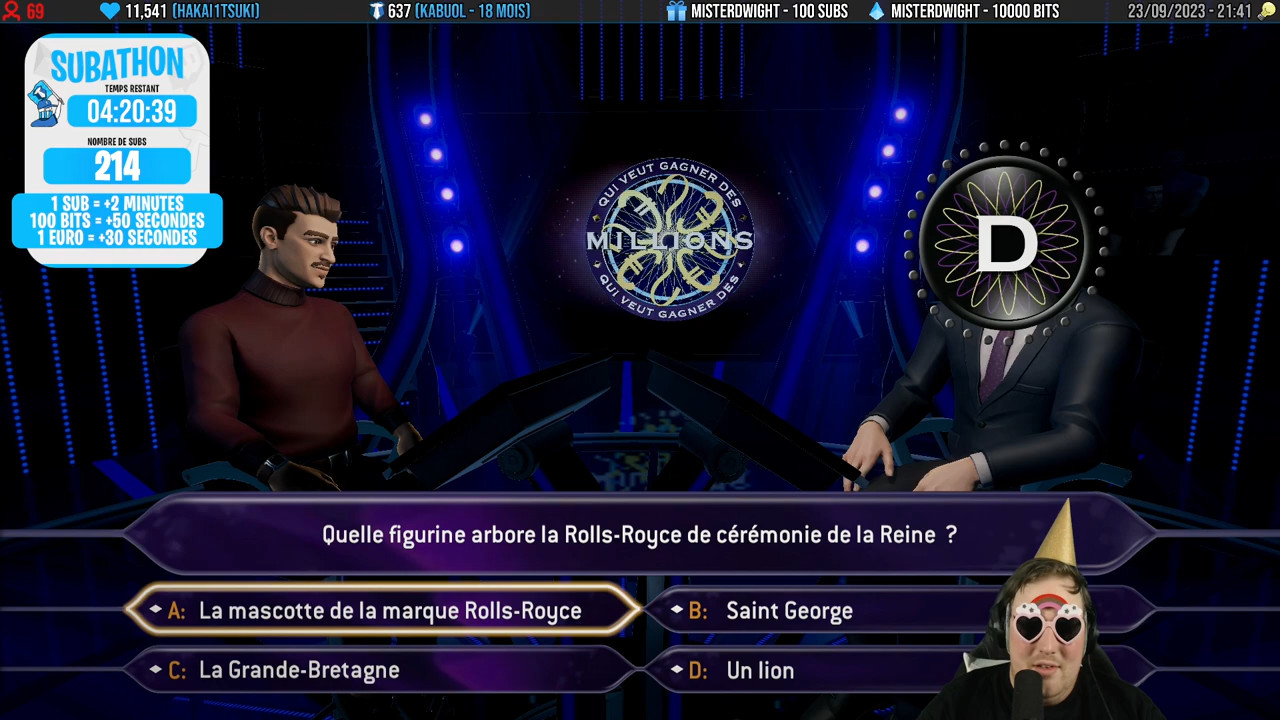 69
11,541 (HAKAI1TSUKI)
637 (KABUOL - 18 MOIS)
MISTERDWIGHT - 100 SUBS
MISTERDWIGHT - 10000 BITS
23/09/2023 - 21:41
SUBATHON
TEMPS RESTANT
04:20:39
NOMBRE DE SUBS
214
1 SUB = +2 MINUTES
100 BITS = +50 SECONDES
1 EURO = +30 SECONDES
QUI VEUT GAGNER DES
MILLIONS
QUI VEUT GAGNER DES
D
Quelle figurine arbore la Rolls-Royce de cérémonie de la Reine ?
A: La mascotte de la marque Rolls-Royce
B: Saint George
C: La Grande-Bretagne
D: Un lion